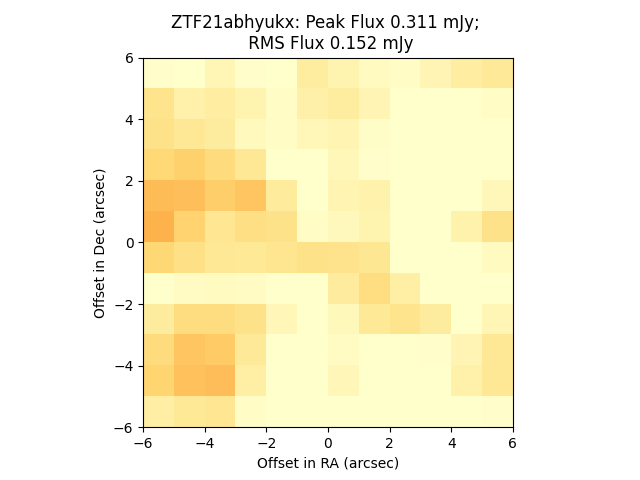 ZTF21abhyukx: Peak Flux 0.311 mJy;
RMS Flux 0.152 mJy
6
4
2
0
−2
−4
−6
Offset in Dec (arcsec)
−6 −4 −2 0 2 4 6
Offset in RA (arcsec)